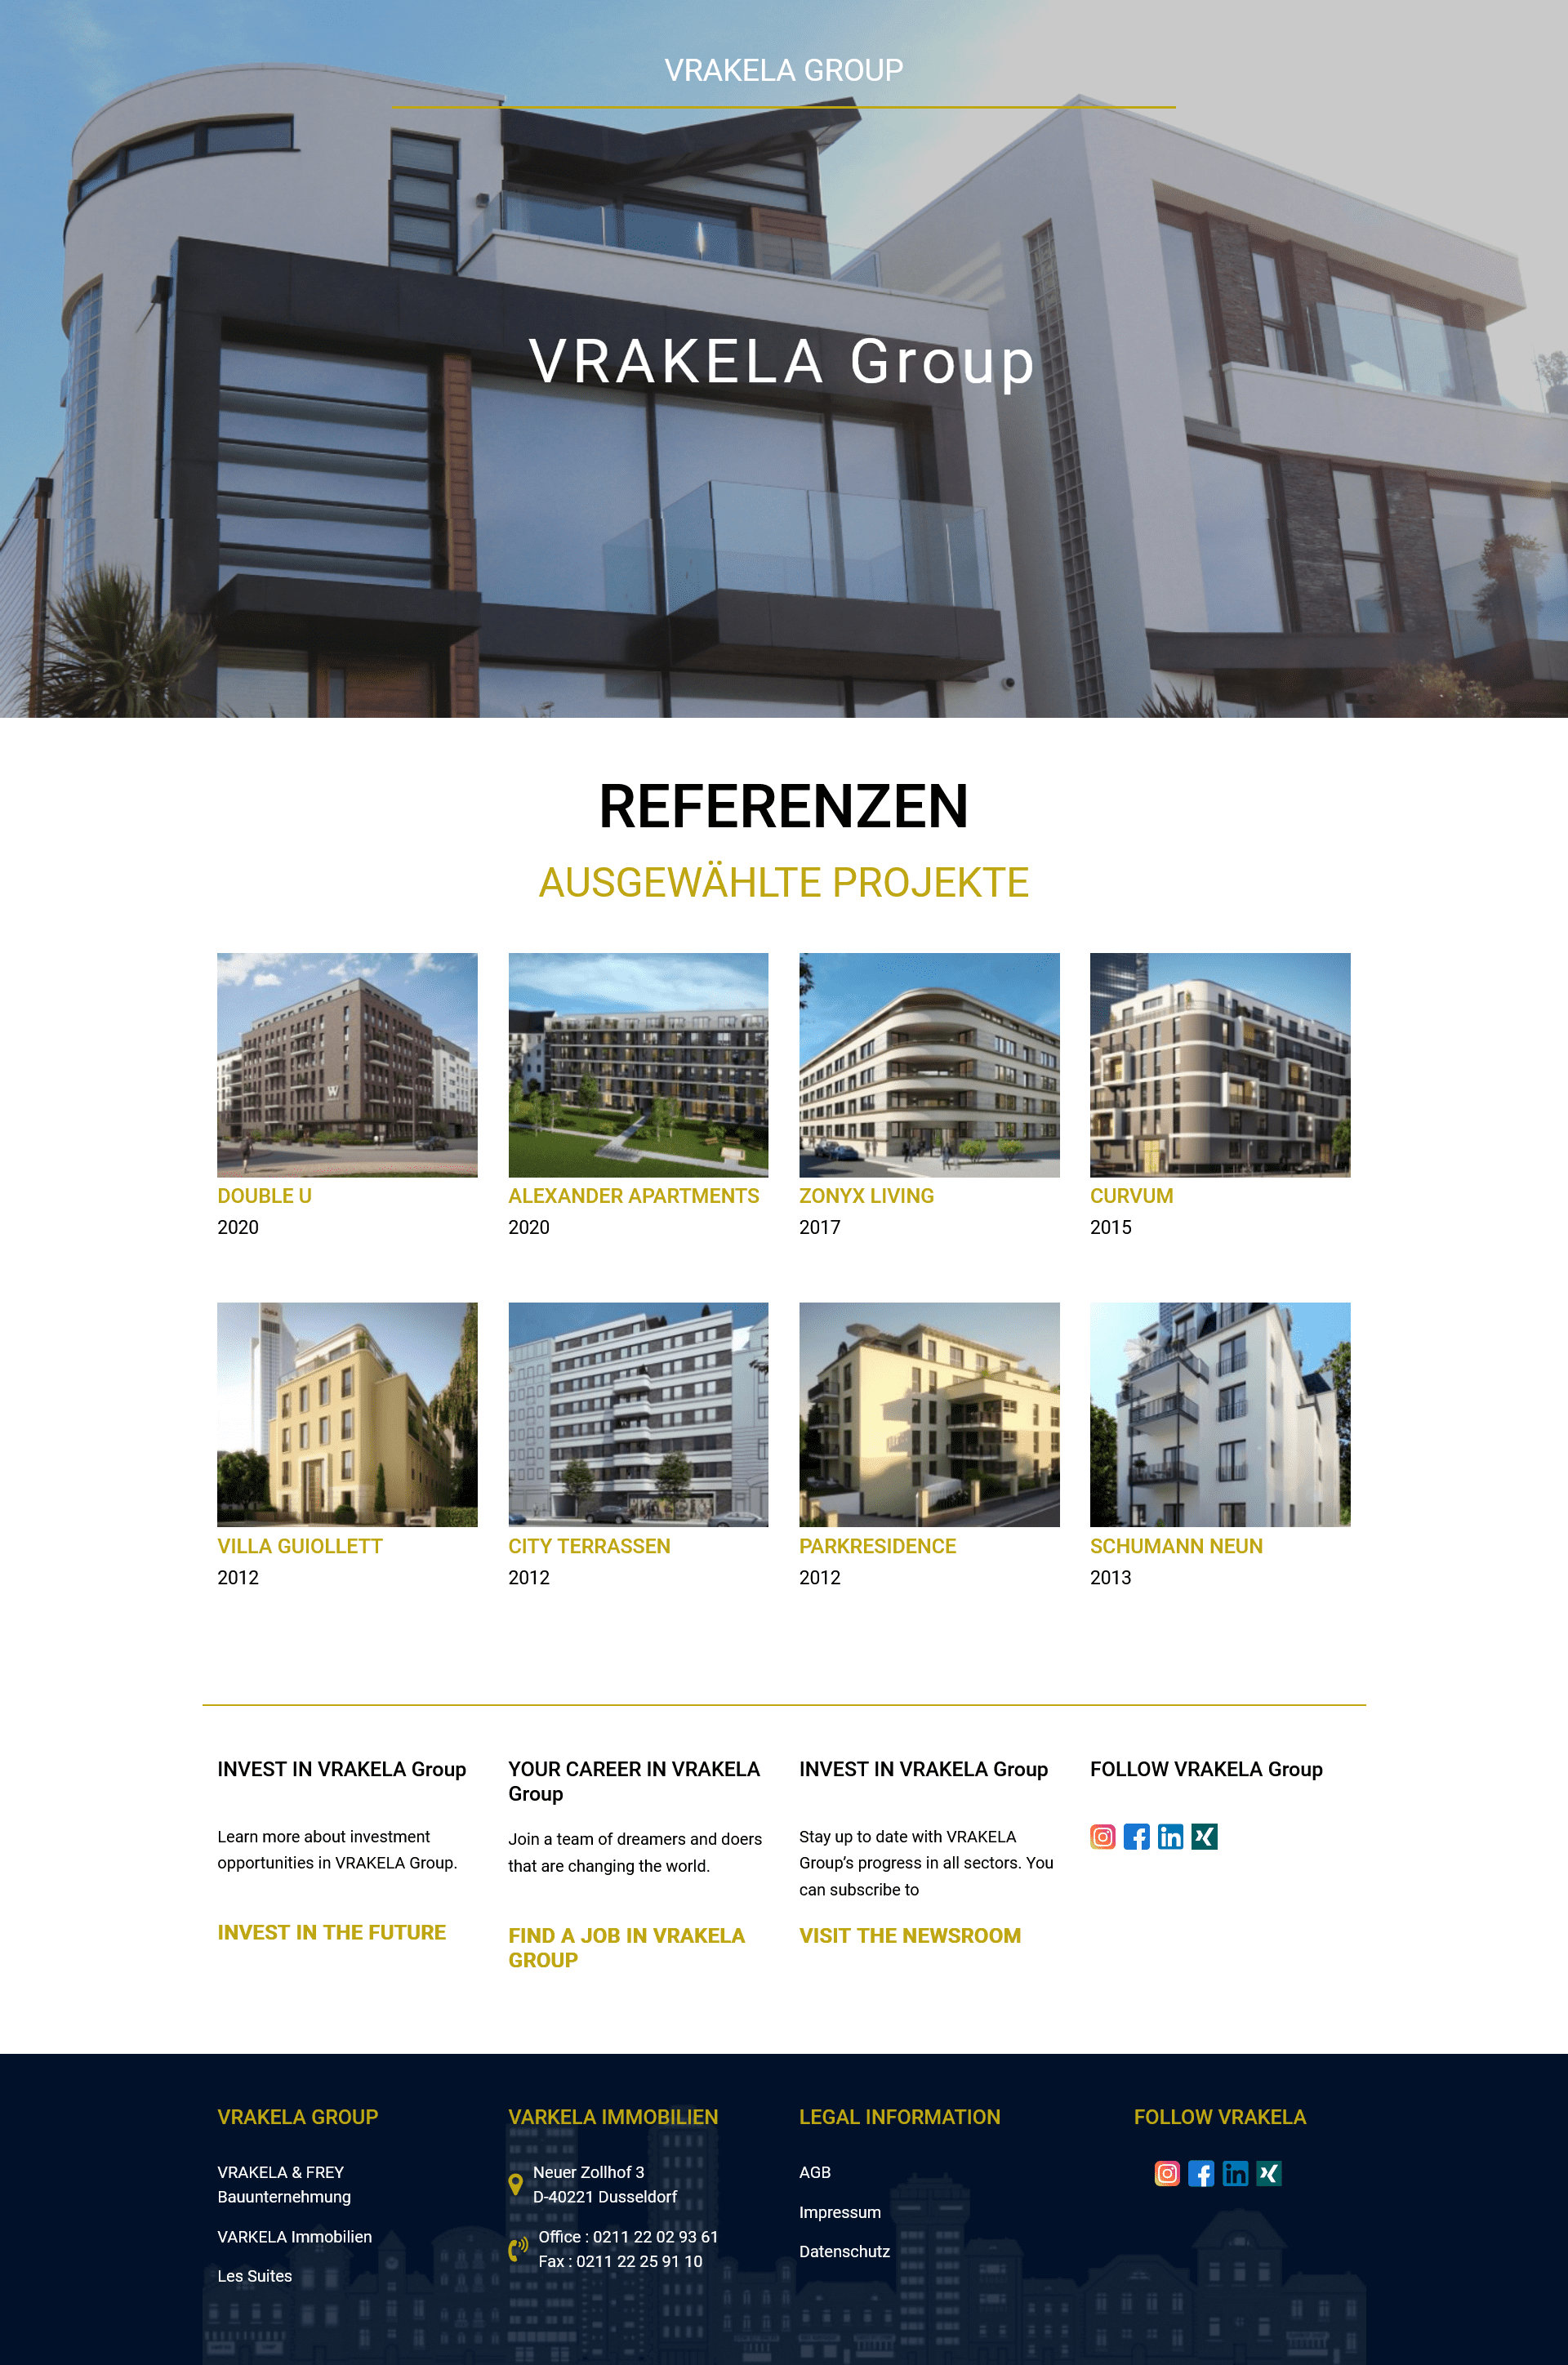 VRAKELA GROUP
VRAKELA Group
REFERENZEN
AUSGEWÄHLTE PROJEKTE
W
DOUBLE U
2020
ALEXANDER APARTMENTS
2020
ZONYX LIVING
2017
CURVUM
2015
VILLA GUIOLLETT
2012
CITY TERRASSEN
2012
PARKRESIDENCE
2012
SCHUMANN NEUN
2013
INVEST IN VRAKELA Group
Learn more about investment
opportunities in VRAKELA Group.
INVEST IN THE FUTURE
YOUR CAREER IN VRAKELA
Group
Join a team of dreamers and doers
that are changing the world.
FIND A JOB IN VRAKELA
GROUP
INVEST IN VRAKELA Group
Stay up to date with VRAKELA
Group’s progress in all sectors. You
can subscribe to
VISIT THE NEWSROOM
FOLLOW VRAKELA Group
VRAKELA GROUP
VRAKELA & FREY
Bauunternehmung
VARKELA Immobilien
Les Suites
VARKELA IMMOBILIEN
Neuer Zollhof 3
D-40221 Dusseldorf
Office : 0211 22 02 93 61
Fax : 0211 22 25 91 10
LEGAL INFORMATION
AGB
Impressum
Datenschutz
FOLLOW VRAKELA